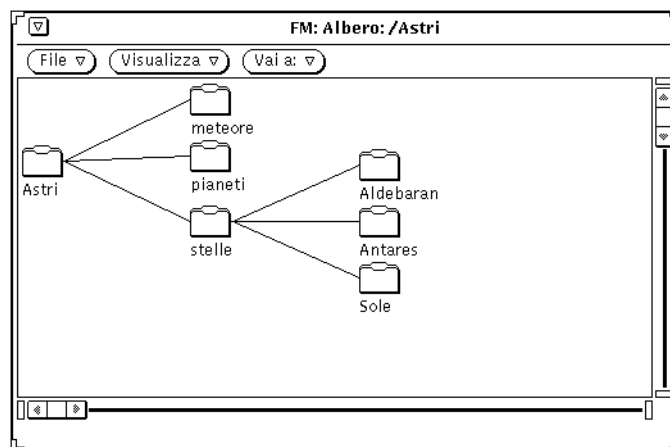 FM: Albero: /Astri
File Visualizza Vai a:
meteore
Astri
pianeti
stelle
Aldebaran
Antares
Sole